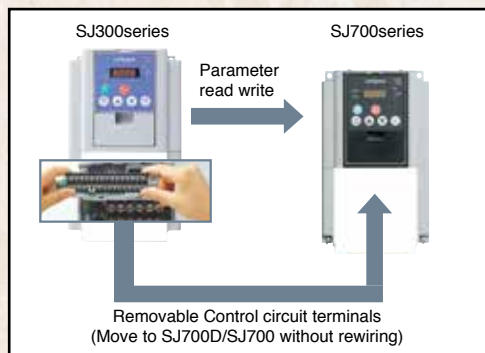 SJ300series
SJ700series
Parameter
read write
Removable Control circuit terminals
(Move to SJ700D/SJ700 without rewiring)